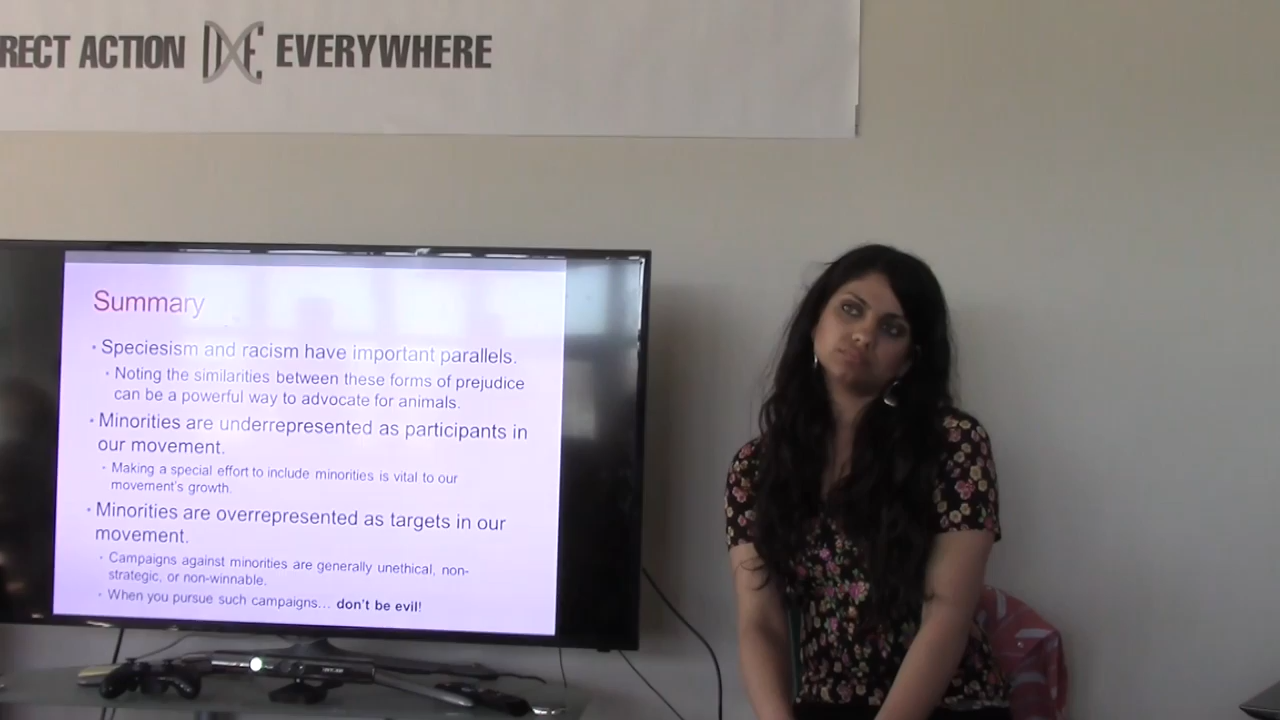 RECT ACTION DXE EVERYWHERE
Summary
• Speciesism and racism have important parallels.
• Noting the similarities between these forms of prejudice
can be a powerful way to advocate for animals.
• Minorities are underrepresented as participants in
our movement.
• Making a special effort to include minorities is vital to our
movement's growth.
• Minorities are overrepresented as targets in our
movement.
• Campaigns against minorities are generally unethical, non-
strategic, or non-winnable.
• When you pursue such campaigns... don't be evil!